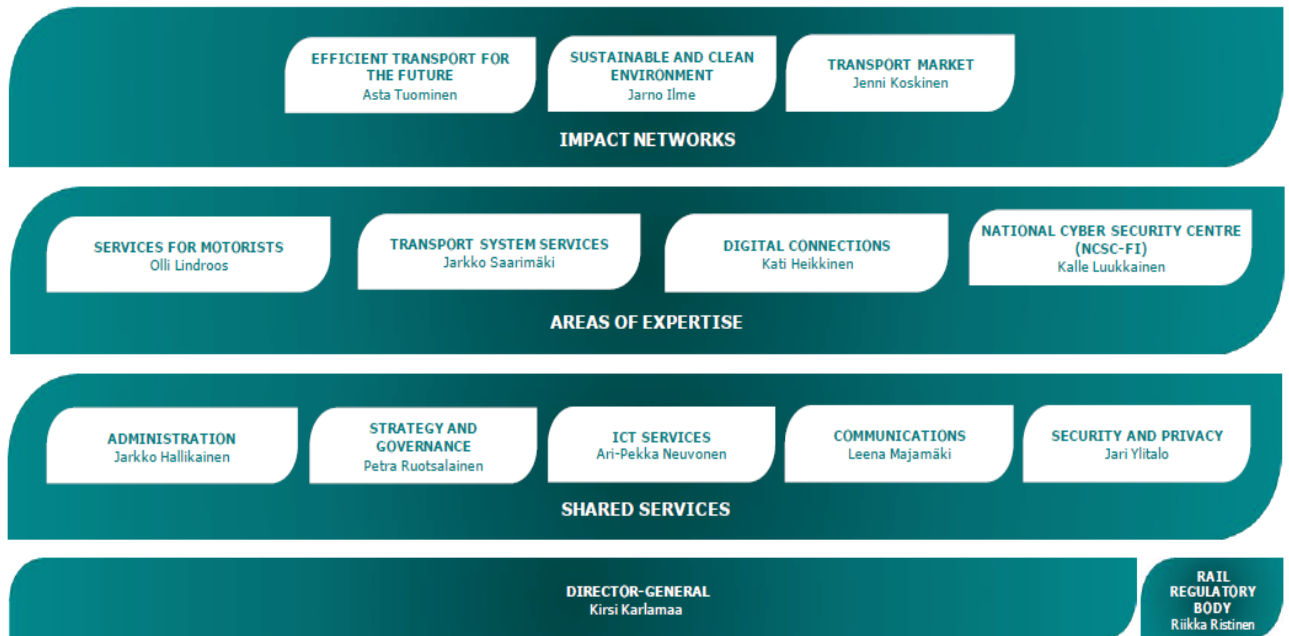 EFFICIENT TRANSPORT FOR
THE FUTURE
Asta Tuominen
SUSTAINABLE AND CLEAN
ENVIRONMENT
Jarno Ilme
TRANSPORT MARKET
Jenni Koskinen
IMPACT NETWORKS
SERVICES FOR MOTORISTS
Olli Lindroos
TRANSPORT SYSTEM SERVICES
Jarkko Saarimäki
DIGITAL CONNECTIONS
Kati Heikkinen
NATIONAL CYBER SECURITY CENTRE
(NCSC-FI)
Kalle Luukkainen
AREAS OF EXPERTISE
ADMINISTRATION
Jarkko Hallikainen
STRATEGY AND
GOVERNANCE
Petra Ruotsalainen
ICT SERVICES
Ari-Pekka Neuvonen
COMMUNICATIONS
Leena Majamäki
SECURITY AND PRIVACY
Jari Ylitalo
SHARED SERVICES
DIRECTOR-GENERAL
Kirsi Karlamaa
RAIL
REGULATORY
BODY
Riikka Ristinen